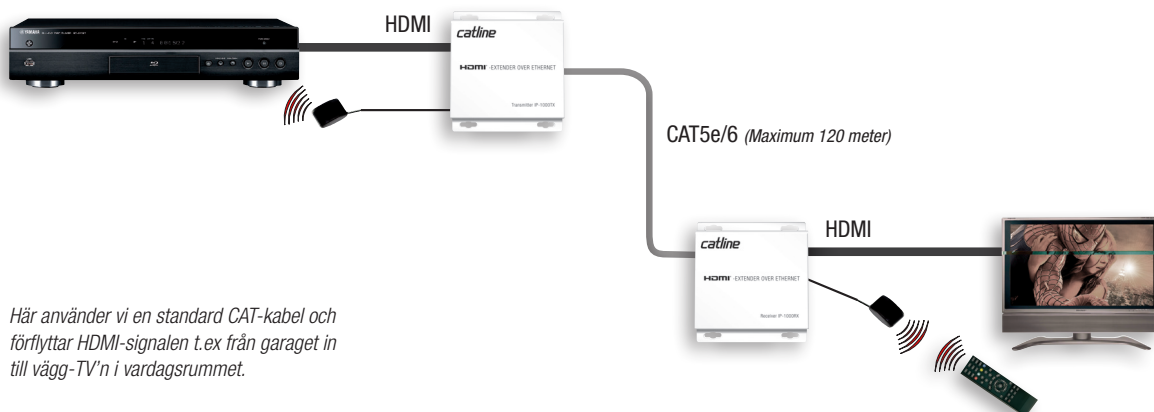 YAMAHA
HDMI
catline
HDMI -EXTENDER OVER ETHERNET
Transmitter IP-1000TX
CAT5e/6 (Maximum 120 meter)
HDMI
catline
HDMI -EXTENDER OVER ETHERNET
Receiver IP-1000RX
Här använder vi en standard CAT-kabel och
förflyttar HDMI-signalen t.ex från garaget in
till vägg-TV'n i vardagsrummet.